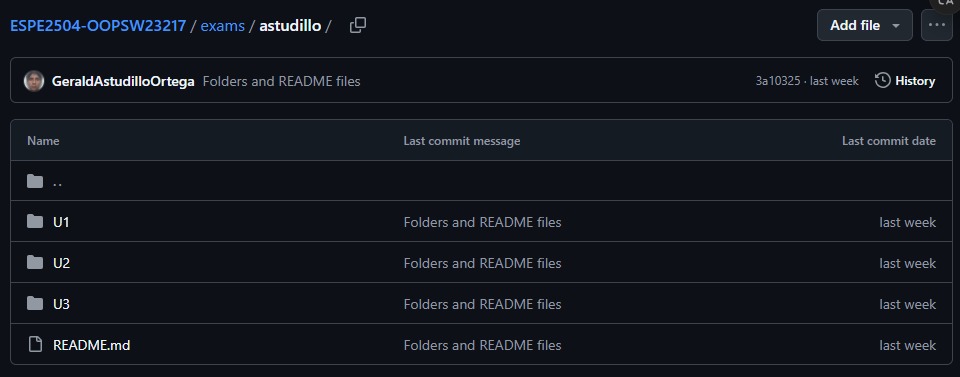 ESPE2504-OOPSW23217 / exams / astudillo /
Add file
...
GeraldAstudilloOrtega Folders and README files
3a10325 · last week
History
Name Last commit message Last commit date
..
U1 Folders and README files last week
U2 Folders and README files last week
U3 Folders and README files last week
README.md Folders and README files last week